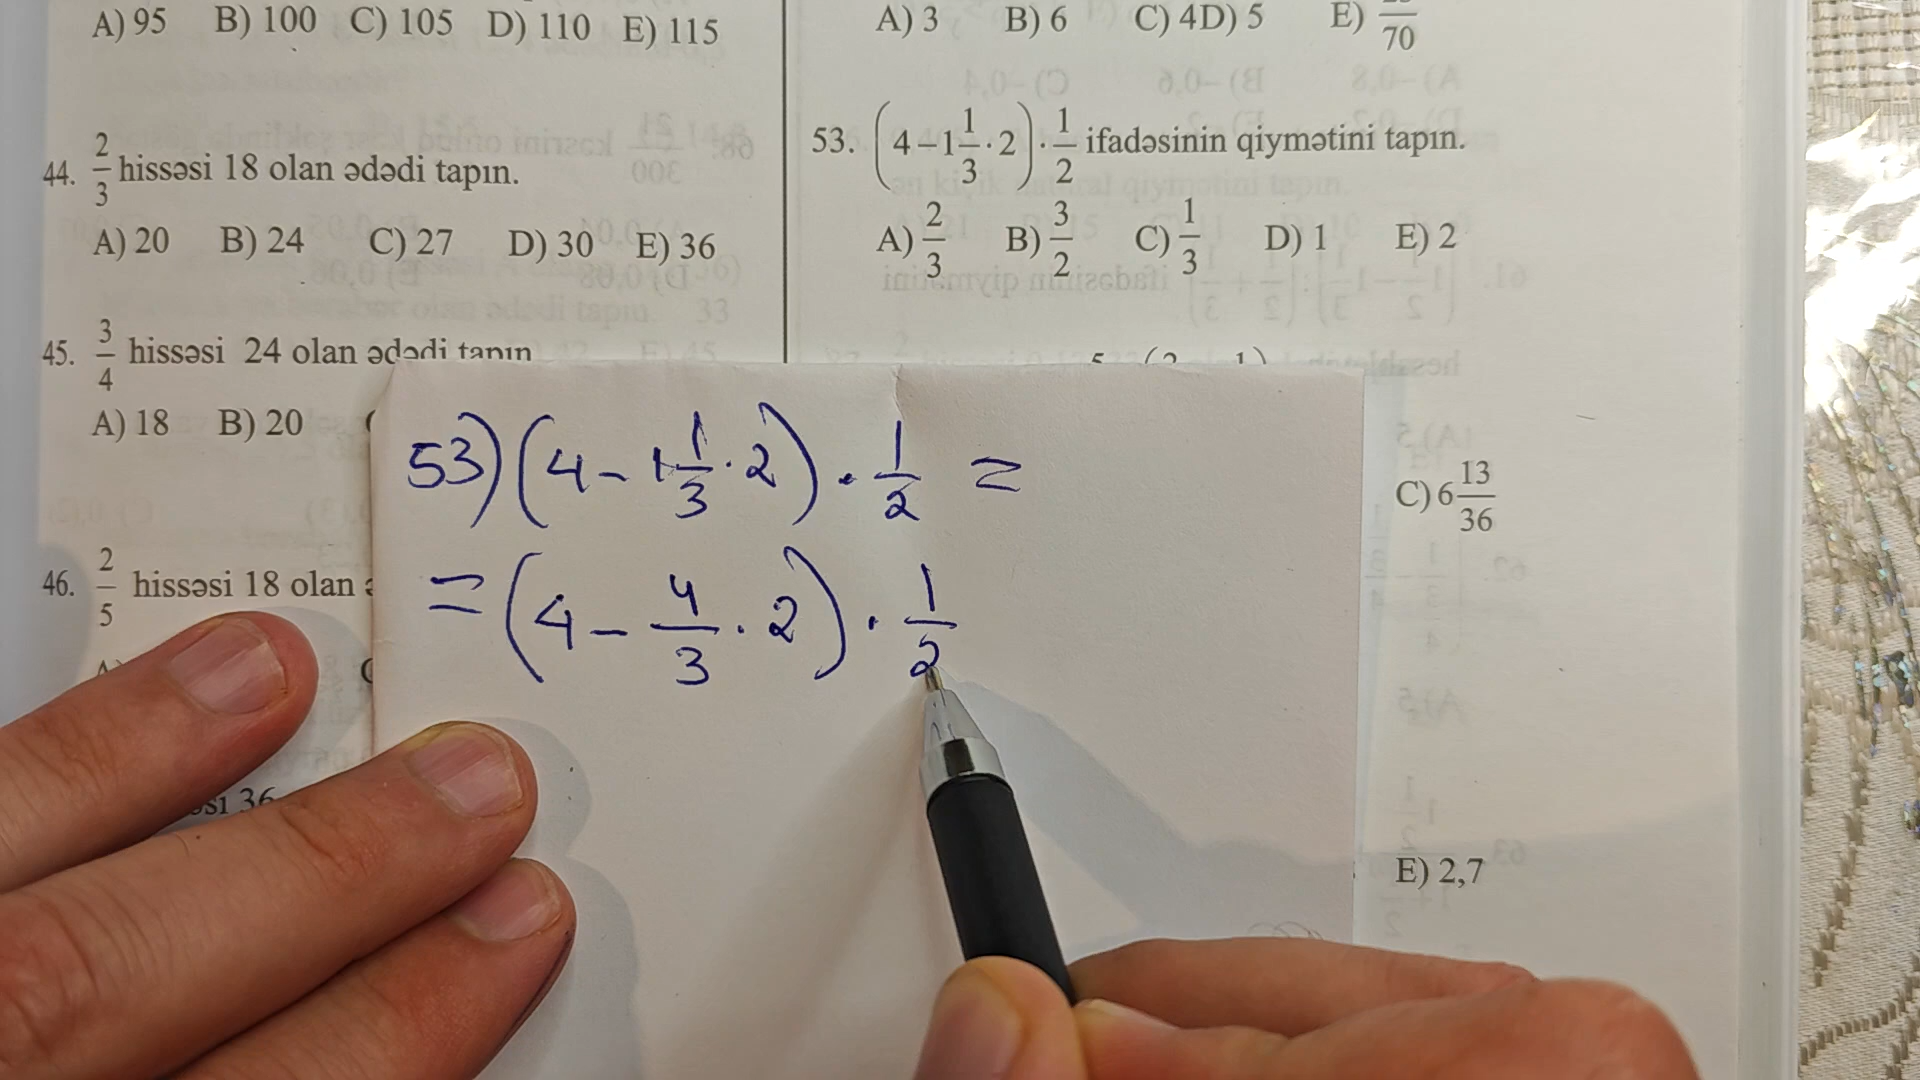 A) 95 B) 100 C) 105 D) 110 E) 115
44. 2/3 hissəsi 18 olan ədədi tapın.
A) 20 B) 24 C) 27 D) 30 E) 36
45. 3/4 hissəsi 24 olan ədədi tapın
A) 18 B) 20
46. 2/5 hissəsi 18 olan
36
A) 3 B) 6 C) 4 D) 5 E) /70
53. (4 − 1 1/3 · 2) · 1/2 ifadəsinin qiymətini tapın.
A) 2/3 B) 3/2 C) 1/3 D) 1 E) 2
C) 6 13/36
E) 2,7
53) (4 − 1 1/3 · 2) · 1/2 =
= (4 − 4/3 · 2) · 1/2